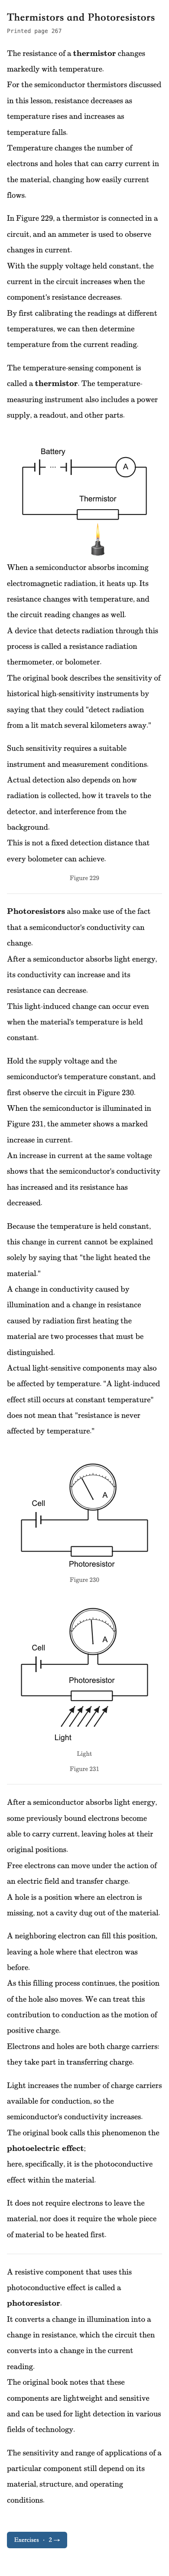 Thermistors and Photoresistors
Printed page 267
The resistance of a thermistor changes
markedly with temperature.
For the semiconductor thermistors discussed
in this lesson, resistance decreases as
temperature rises and increases as
temperature falls.
Temperature changes the number of
electrons and holes that can carry current in
the material, changing how easily current
flows.
In Figure 229, a thermistor is connected in a
circuit, and an ammeter is used to observe
changes in current.
With the supply voltage held constant, the
current in the circuit increases when the
component's resistance decreases.
By first calibrating the readings at different
temperatures, we can then determine
temperature from the current reading.
The temperature-sensing component is
called a thermistor. The temperature-
measuring instrument also includes a power
supply, a readout, and other parts.
Battery
A
Thermistor
When a semiconductor absorbs incoming
electromagnetic radiation, it heats up. Its
resistance changes with temperature, and
the circuit reading changes as well.
A device that detects radiation through this
process is called a resistance radiation
thermometer, or bolometer.
The original book describes the sensitivity of
historical high-sensitivity instruments by
saying that they could "detect radiation
from a lit match several kilometers away."
Such sensitivity requires a suitable
instrument and measurement conditions.
Actual detection also depends on how
radiation is collected, how it travels to the
detector, and interference from the
background.
This is not a fixed detection distance that
every bolometer can achieve.
Figure 229
Photoresistors also make use of the fact
that a semiconductor's conductivity can
change.
After a semiconductor absorbs light energy,
its conductivity can increase and its
resistance can decrease.
This light-induced change can occur even
when the material's temperature is held
constant.
Hold the supply voltage and the
semiconductor's temperature constant, and
first observe the circuit in Figure 230.
When the semiconductor is illuminated in
Figure 231, the ammeter shows a marked
increase in current.
An increase in current at the same voltage
shows that the semiconductor's conductivity
has increased and its resistance has
decreased.
Because the temperature is held constant,
this change in current cannot be explained
solely by saying that "the light heated the
material."
A change in conductivity caused by
illumination and a change in resistance
caused by radiation first heating the
material are two processes that must be
distinguished.
Actual light-sensitive components may also
be affected by temperature. "A light-induced
effect still occurs at constant temperature"
does not mean that "resistance is never
affected by temperature."
A
Cell
Photoresistor
Figure 230
A
Cell
Photoresistor
Light
Light
Figure 231
After a semiconductor absorbs light energy,
some previously bound electrons become
able to carry current, leaving holes at their
original positions.
Free electrons can move under the action of
an electric field and transfer charge.
A hole is a position where an electron is
missing, not a cavity dug out of the material.
A neighboring electron can fill this position,
leaving a hole where that electron was
before.
As this filling process continues, the position
of the hole also moves. We can treat this
contribution to conduction as the motion of
positive charge.
Electrons and holes are both charge carriers:
they take part in transferring charge.
Light increases the number of charge carriers
available for conduction, so the
semiconductor's conductivity increases.
The original book calls this phenomenon the
photoelectric effect;
here, specifically, it is the photoconductive
effect within the material.
It does not require electrons to leave the
material, nor does it require the whole piece
of material to be heated first.
A resistive component that uses this
photoconductive effect is called a
photoresistor.
It converts a change in illumination into a
change in resistance, which the circuit then
converts into a change in the current
reading.
The original book notes that these
components are lightweight and sensitive
and can be used for light detection in various
fields of technology.
The sensitivity and range of applications of a
particular component still depend on its
material, structure, and operating
conditions.
Exercises · 2 →